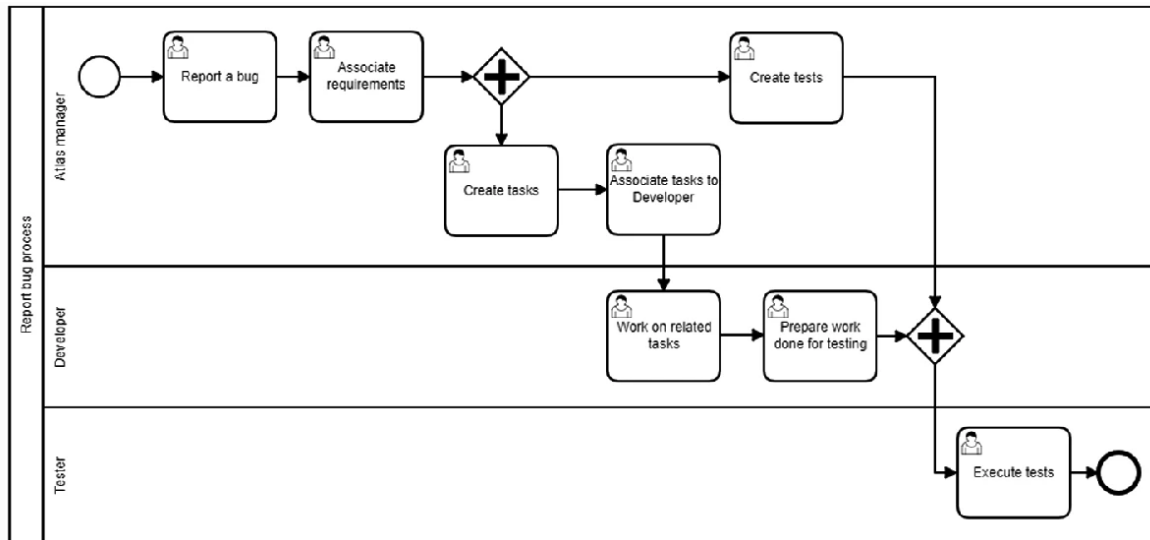 Report bug process
Atlas manager
Report a bug
Associate
requirements
Create tests
Create tasks
Associate tasks to
Developer
Developer
Work on related
tasks
Prepare work
done for testing
Tester
Execute tests